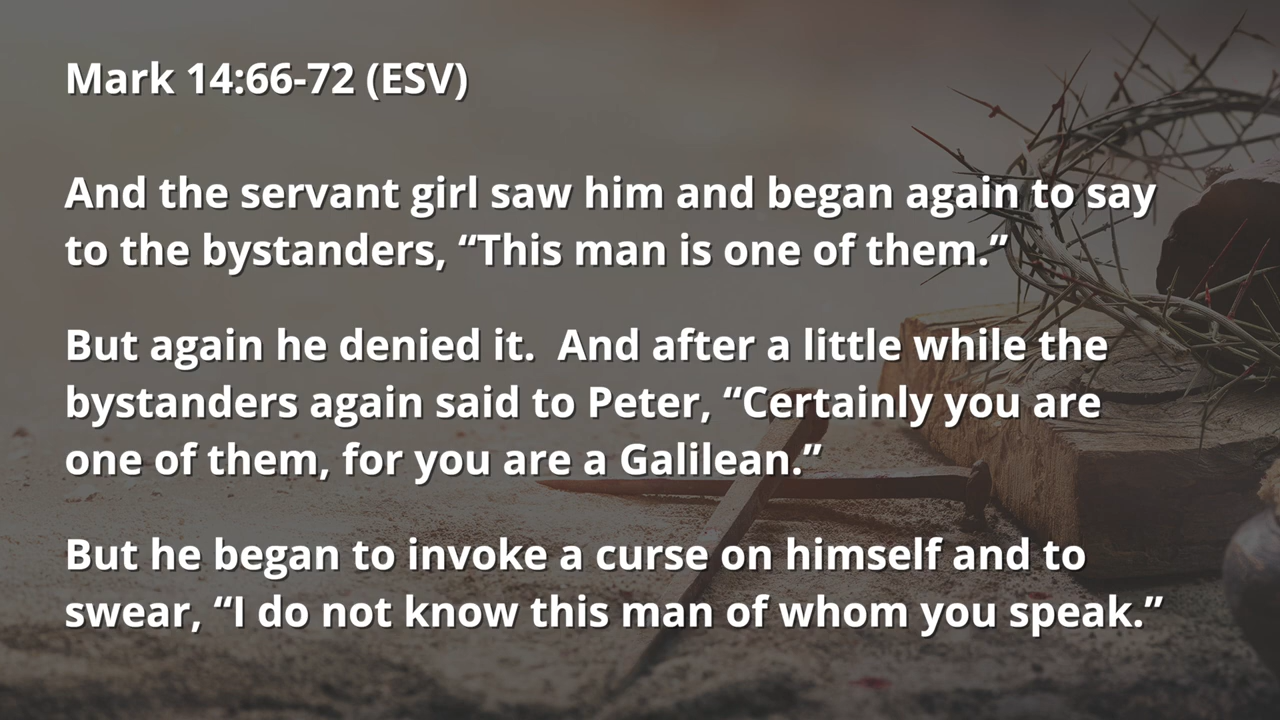 Mark 14:66-72 (ESV)
And the servant girl saw him and began again to say
to the bystanders, “This man is one of them.”
But again he denied it.  And after a little while the
bystanders again said to Peter, “Certainly you are
one of them, for you are a Galilean.”
But he began to invoke a curse on himself and to
swear, “I do not know this man of whom you speak.”